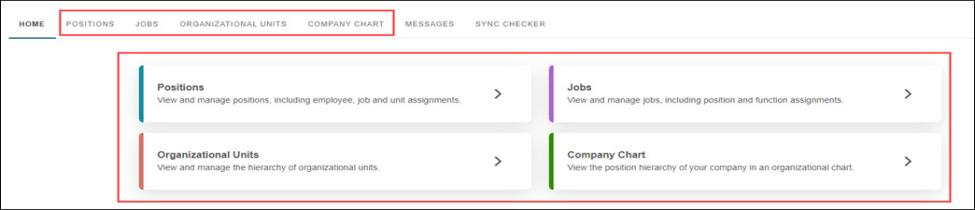 HOME POSITIONS JOBS ORGANIZATIONAL UNITS COMPANY CHART MESSAGES SYNC CHECKER
Positions
View and manage positions, including employee, job and unit assignments.
Jobs
View and manage jobs, including position and function assignments.
Organizational Units
View and manage the hierarchy of organizational units.
Company Chart
View the position hierarchy of your company in an organizational chart.